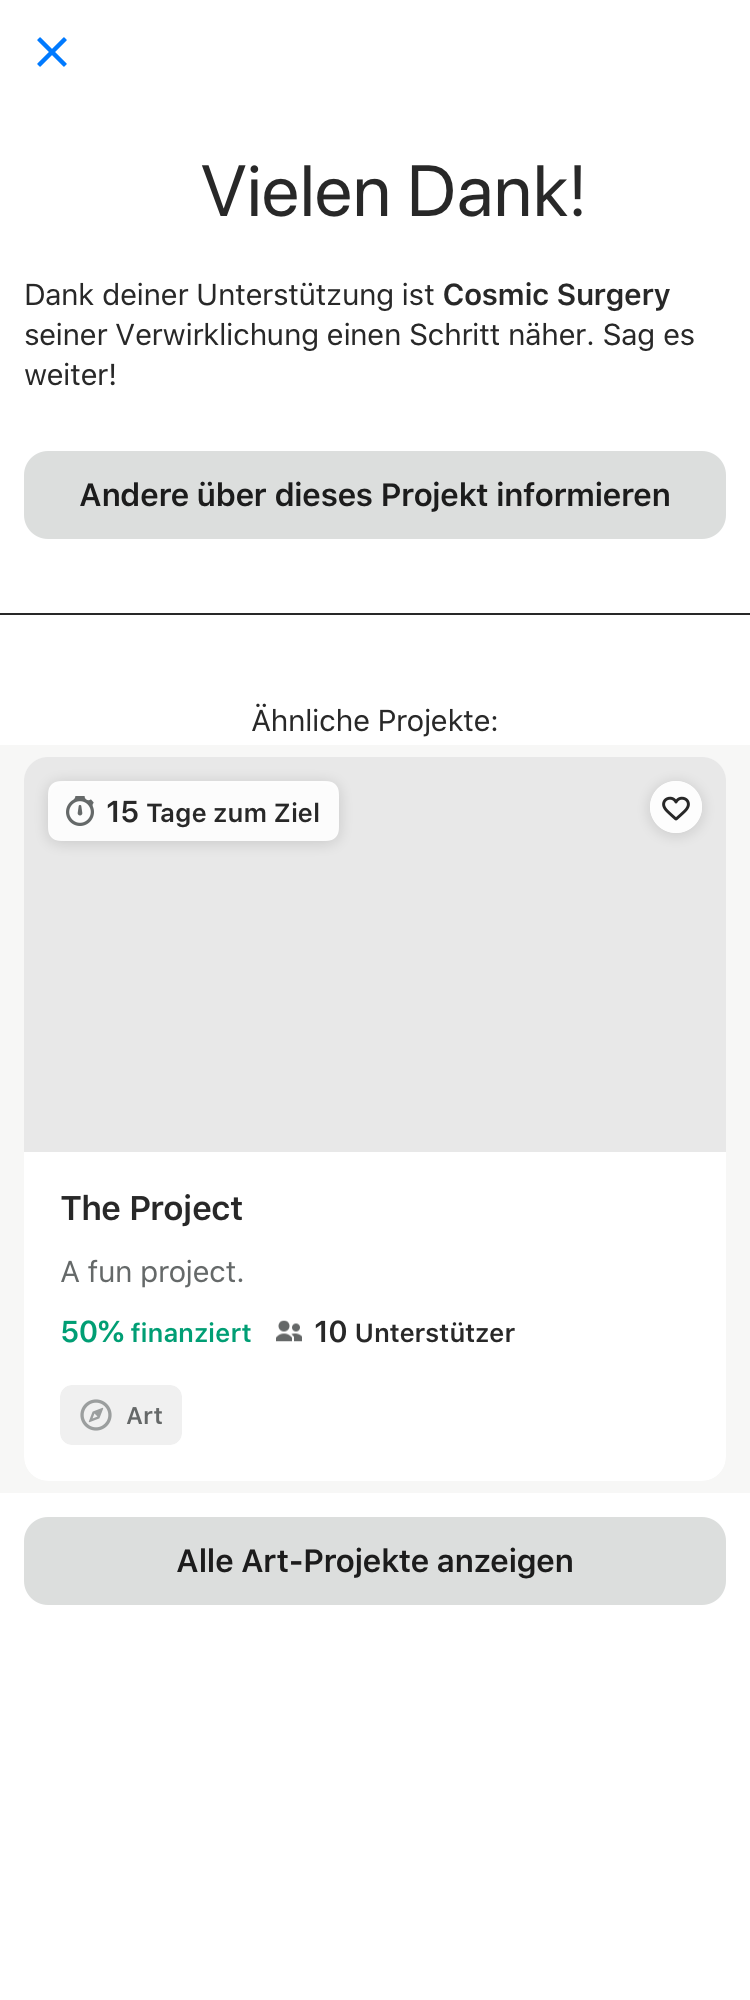 Vielen Dank!
Dank deiner Unterstützung ist Cosmic Surgery
seiner Verwirklichung einen Schritt näher. Sag es
weiter!
Andere über dieses Projekt informieren
Ähnliche Projekte:
15 Tage zum Ziel
The Project
A fun project.
50% finanziert 10 Unterstützer
Art
Alle Art-Projekte anzeigen